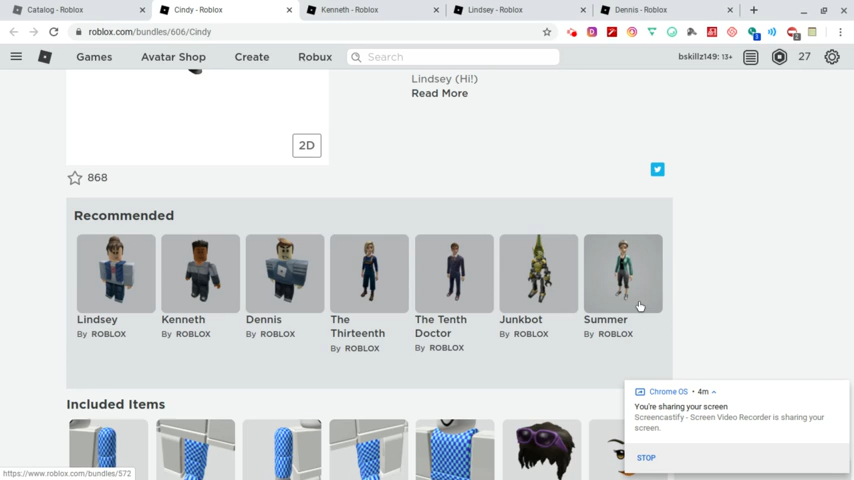 Catalog - Roblox
Cindy - Roblox
Kenneth - Roblox
Lindsey - Roblox
Dennis - Roblox
roblox.com/bundles/606/Cindy
Games
Avatar Shop
Create
Robux
Search
bskillz149: 13+
27
Lindsey (Hi!)
Read More
2D
868
Recommended
Lindsey
By ROBLOX
Kenneth
By ROBLOX
Dennis
By ROBLOX
The
Thirteenth
By ROBLOX
The Tenth
Doctor
By ROBLOX
Junkbot
By ROBLOX
Summer
By ROBLOX
Included Items
Chrome OS • 4m
You're sharing your screen
Screencastify - Screen Video Recorder is sharing your
screen.
STOP
https://www.roblox.com/bundles/572